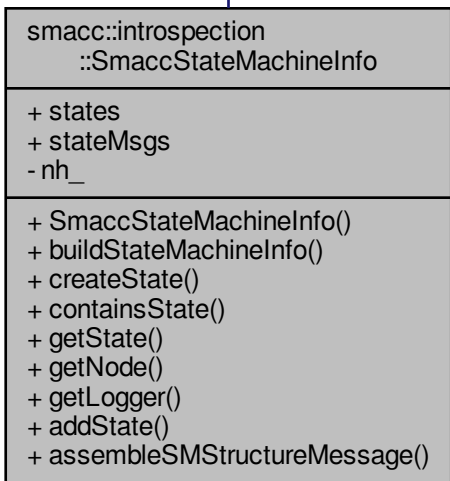 smacc::introspection
::SmaccStateMachineInfo
+ states
+ stateMsgs
- nh_
+ SmaccStateMachineInfo()
+ buildStateMachineInfo()
+ createState()
+ containsState()
+ getState()
+ getNode()
+ getLogger()
+ addState()
+ assembleSMStructureMessage()